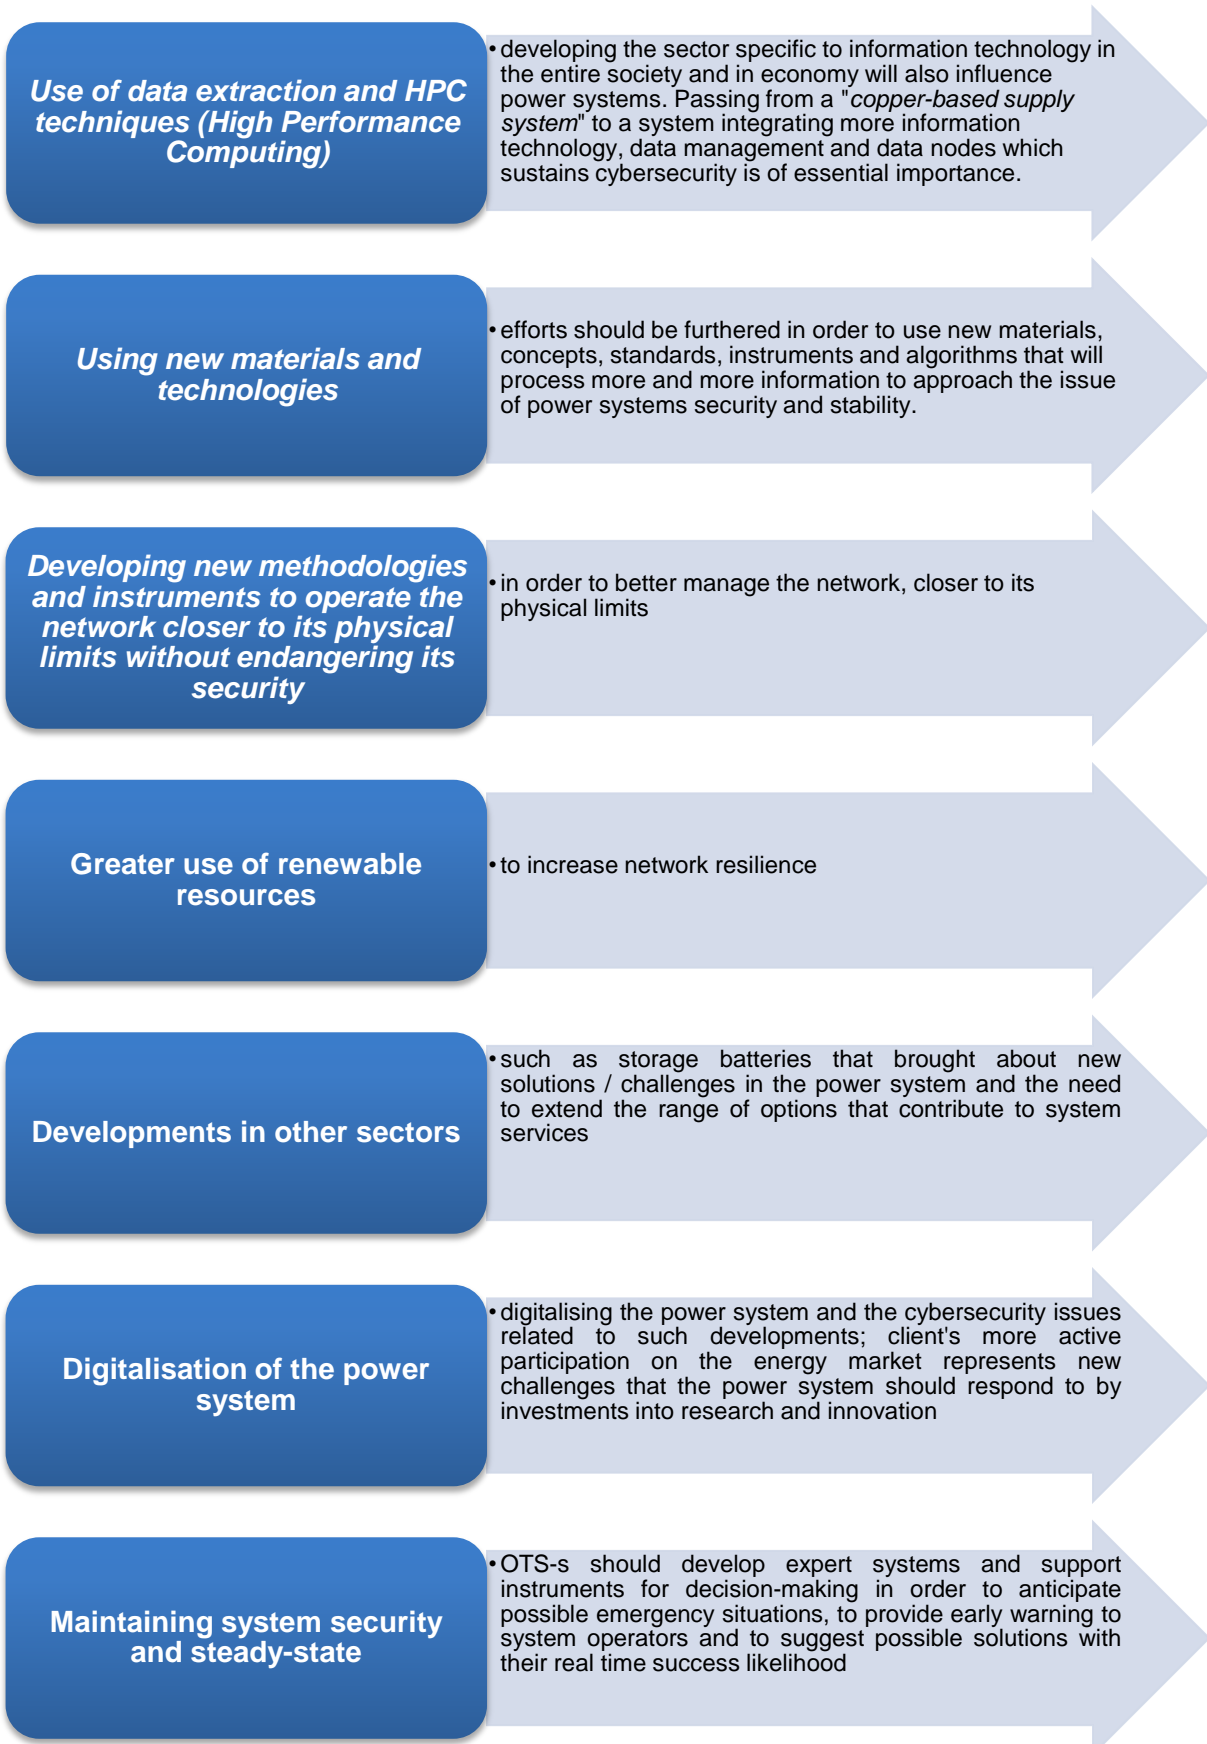 Use of data extraction and HPC
techniques (High Performance
Computing)
• developing the sector specific to information technology in
the entire society and in economy will also influence
power systems. Passing from a "copper-based supply
system" to a system integrating more information
technology, data management and data nodes which
sustains cybersecurity is of essential importance.
Using new materials and
technologies
• efforts should be furthered in order to use new materials,
concepts, standards, instruments and algorithms that will
process more and more information to approach the issue
of power systems security and stability.
Developing new methodologies
and instruments to operate the
network closer to its physical
limits without endangering its
security
• in order to better manage the network, closer to its
physical limits
Greater use of renewable
resources
• to increase network resilience
Developments in other sectors
• such as storage batteries that brought about new
solutions / challenges in the power system and the need
to extend the range of options that contribute to system
services
Digitalisation of the power
system
• digitalising the power system and the cybersecurity issues
related to such developments; client's more active
participation on the energy market represents new
challenges that the power system should respond to by
investments into research and innovation
Maintaining system security
and steady-state
• OTS-s should develop expert systems and support
instruments for decision-making in order to anticipate
possible emergency situations, to provide early warning to
system operators and to suggest possible solutions with
their real time success likelihood